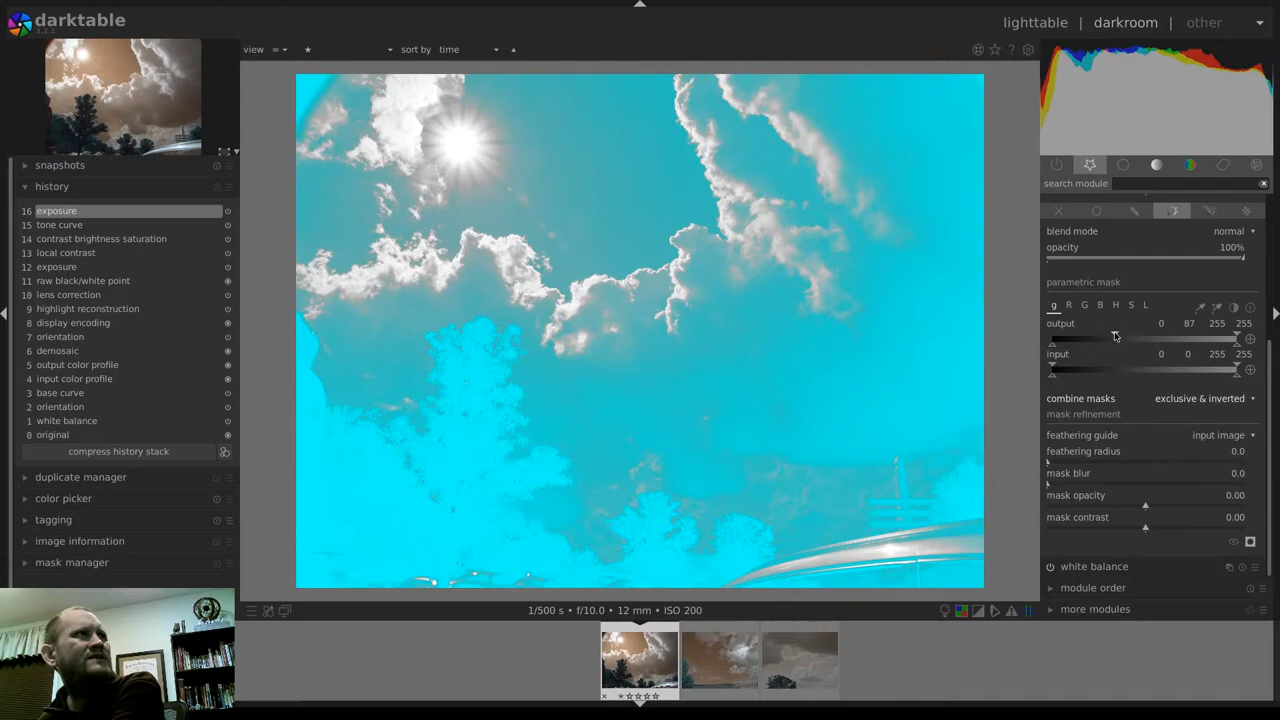 darktable
3.2.1
lighttable | darkroom | other
view = ★ sort by time
search module
snapshots
history
16 exposure
15 tone curve
14 contrast brightness saturation
13 local contrast
12 exposure
11 raw black/white point
10 lens correction
9 highlight reconstruction
8 display encoding
7 orientation
6 demosaic
5 output color profile
4 input color profile
3 base curve
2 orientation
1 white balance
0 original
compress history stack
duplicate manager
color picker
tagging
image information
mask manager
blend mode normal
opacity 100%
parametric mask
g R G B H S L
output 0 87 255 255
input 0 0 255 255
combine masks exclusive & inverted
mask refinement
feathering guide input image
feathering radius 0.0
mask blur 0.0
mask opacity 0.00
mask contrast 0.00
white balance
module order
more modules
1/500 s • f/10.0 • 12 mm • ISO 200